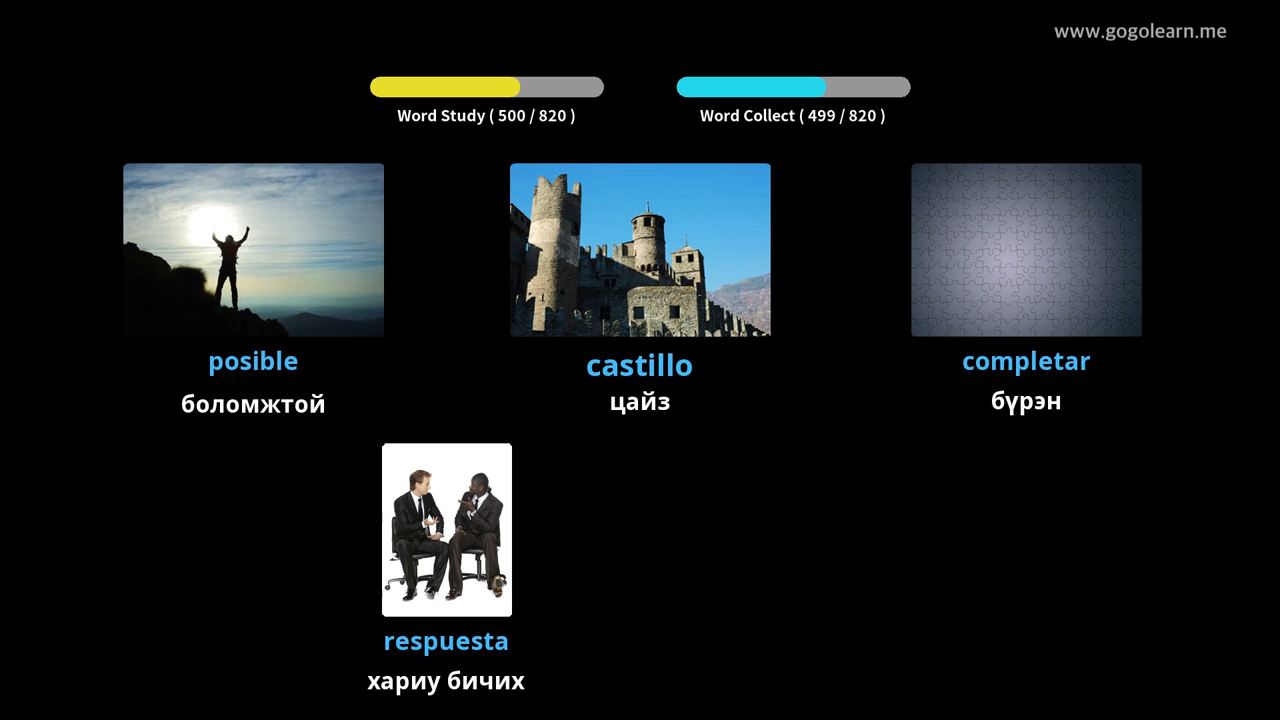 www.gogolearn.me
Word Study ( 500 / 820 )
Word Collect ( 499 / 820 )
posible
боломжтой
castillo
цайз
completar
бүрэн
respuesta
хариу бичих